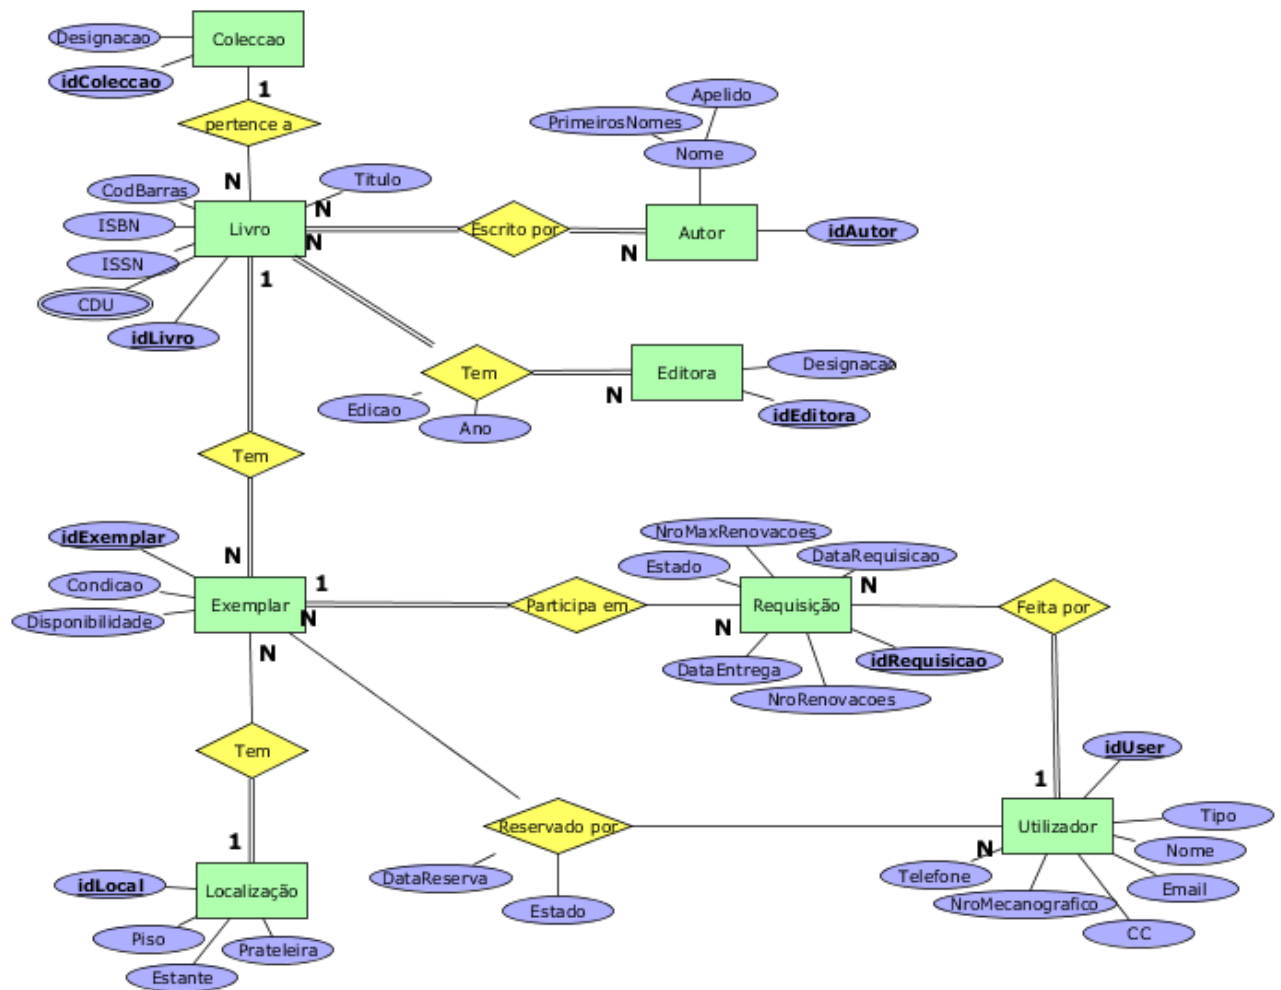 Designacao
Coleccao
idColeccao
1
pertence a
N
Apelido
PrimeirosNomes
Nome
CodBarras
Titulo
N
ISBN
Livro
N
Escrito por
N
Autor
idAutor
ISSN
1
CDU
idLivro
Tem
N
Editora
Designacao
idEditora
Edicao
Ano
Tem
idExemplar
N
NroMaxRenovacoes
DataRequisicao
Estado
N
Condicao
1
Exemplar
N
Participa em
Requisição
Feita por
Disponibilidade
N
N
DataEntrega
idRequisicao
NroRenovacoes
Tem
idUser
1
1
Reservado por
Utilizador
Tipo
N
Nome
idLocal
Localização
DataReserva
Telefone
Email
NroMecanografico
Estado
CC
Piso
Prateleira
Estante